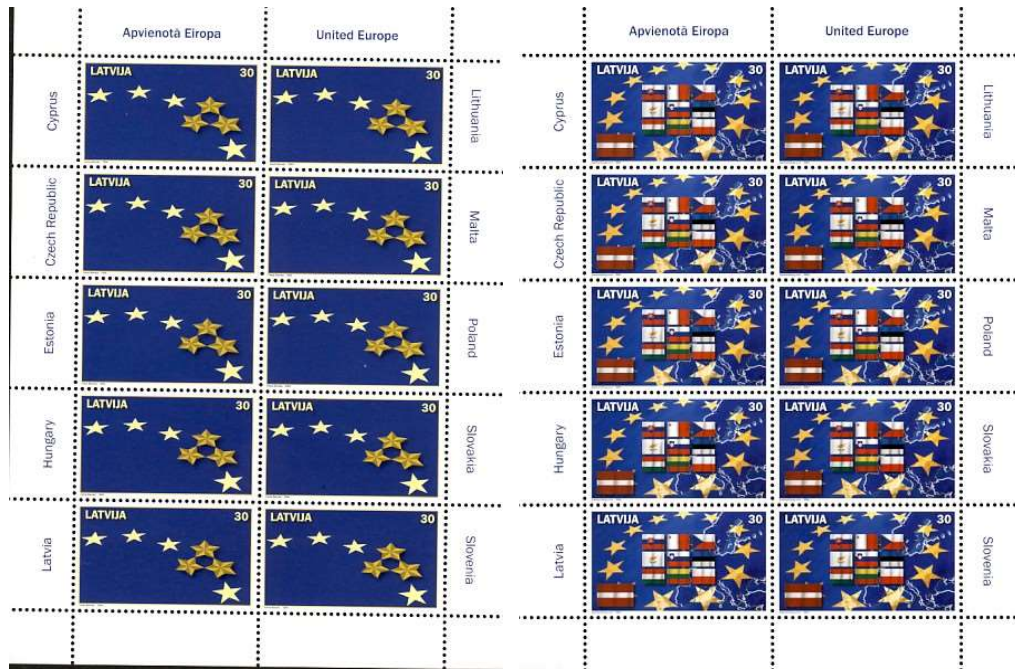 Apvienotà Eiropa United Europe
Cyprus LATVIJA 30 LATVIJA 30 Lithuania
Czech Republic LATVIJA 30 LATVIJA 30 Malta
Estonia LATVIJA 30 LATVIJA 30 Poland
Hungary LATVIJA 30 LATVIJA 30 Slovakia
Latvia LATVIJA 30 LATVIJA 30 Slovenia
Apvienotà Eiropa United Europe
Cyprus LATVIJA 30 LATVIJA 30 Lithuania
Czech Republic LATVIJA 30 LATVIJA 30 Malta
Estonia LATVIJA 30 LATVIJA 30 Poland
Hungary LATVIJA 30 LATVIJA 30 Slovakia
Latvia LATVIJA 30 LATVIJA 30 Slovenia